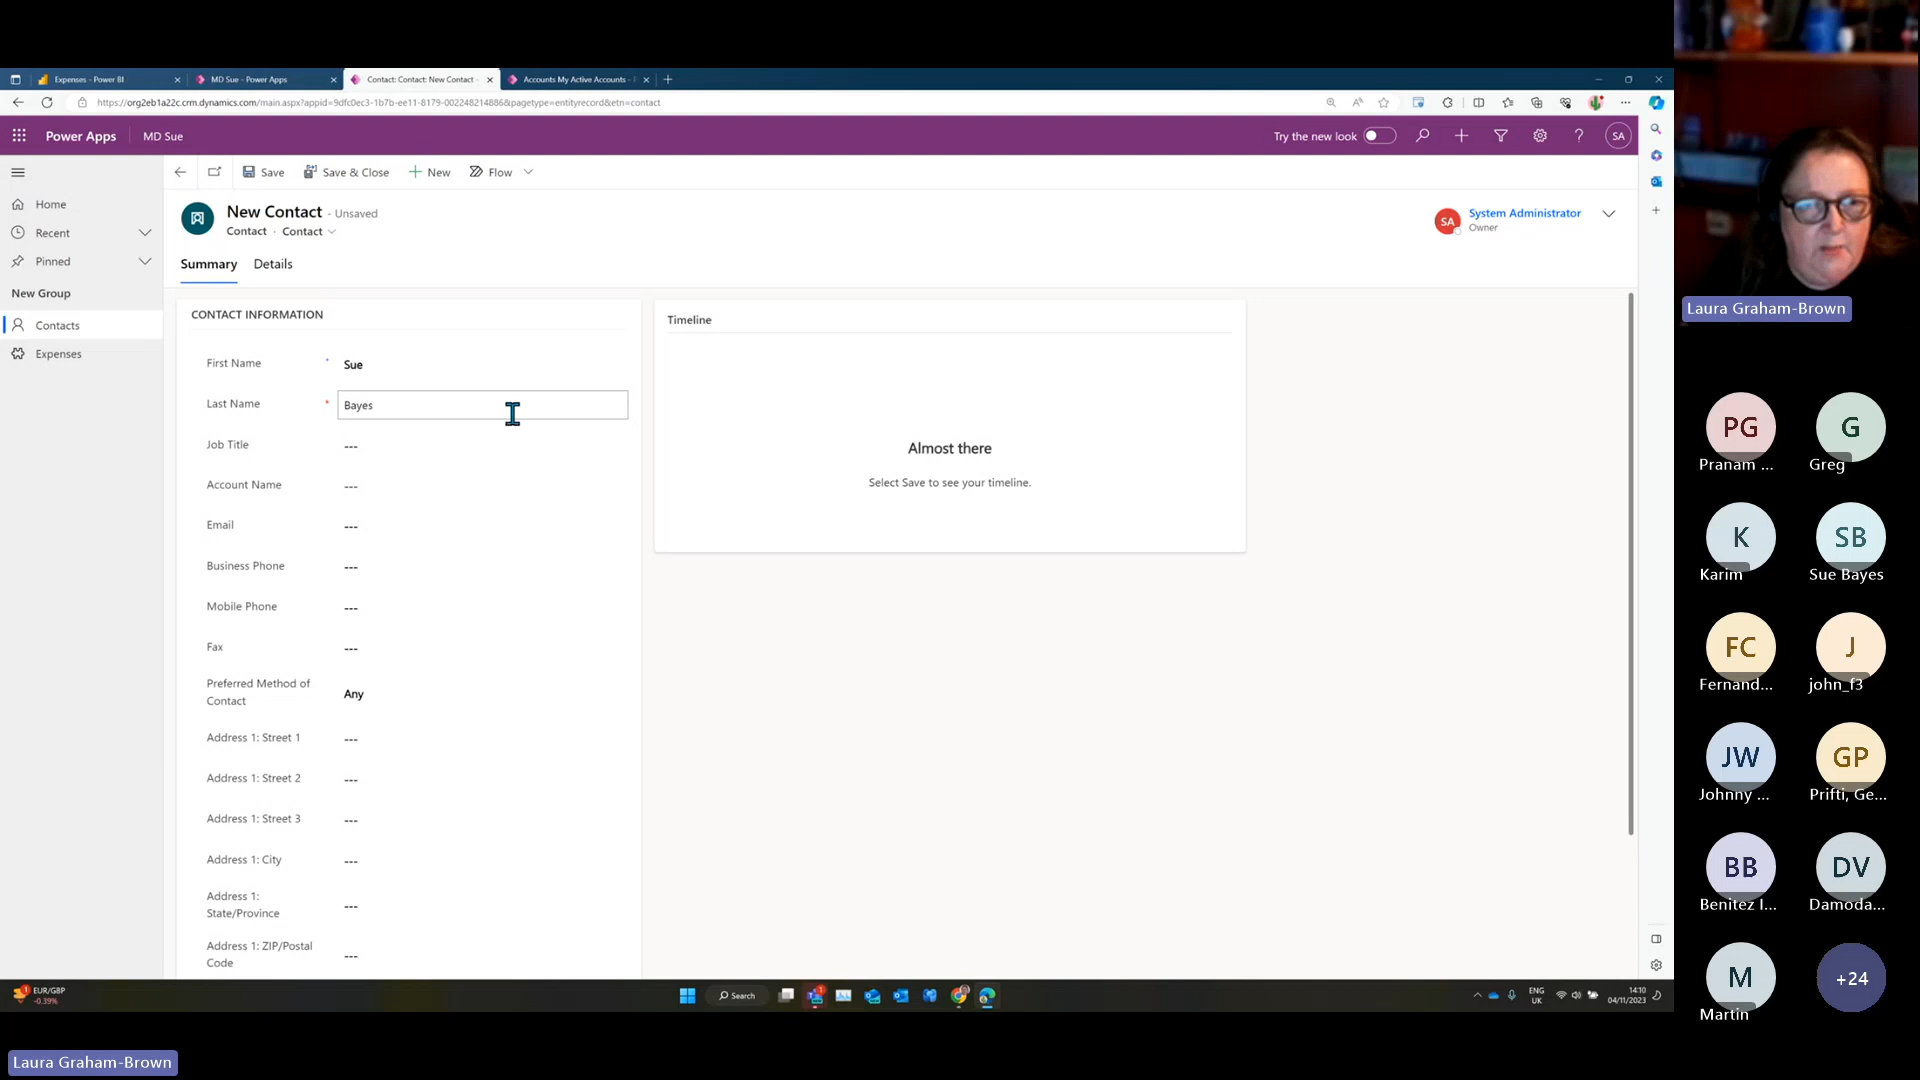 Expenses - Power BI
MD Sue - Power Apps
Contact: Contact: New Contact -
Accounts My Active Accounts -
https://org2eb1a22c.crm.dynamics.com/main.aspx?appid=9dfc0ec3-1b7b-ee11-8179-002248214886&pagetype=entityrecord&etn=contact
Power Apps
MD Sue
Try the new look
SA
Save
Save & Close
New
Flow
Home
Recent
Pinned
New Group
Contacts
Expenses
New Contact - Unsaved
Contact · Contact
SA
System Administrator
Owner
Summary
Details
CONTACT INFORMATION
First Name * Sue
Last Name * Bayes
Job Title ---
Account Name ---
Email ---
Business Phone ---
Mobile Phone ---
Fax ---
Preferred Method of
Contact
Any
Address 1: Street 1 ---
Address 1: Street 2 ---
Address 1: Street 3 ---
Address 1: City ---
Address 1:
State/Province
---
Address 1: ZIP/Postal
Code
---
Timeline
Almost there
Select Save to see your timeline.
EUR/GBP
-0.39%
Search
ENG
UK
14:10
04/11/2023
Laura Graham-Brown
PG
Pranam ...
G
Greg
K
Karim
SB
Sue Bayes
FC
Fernand...
J
john_f3
JW
Johnny ...
GP
Prifti, Ge...
BB
Benitez I...
DV
Damoda...
M
Martin
+24
Laura Graham-Brown